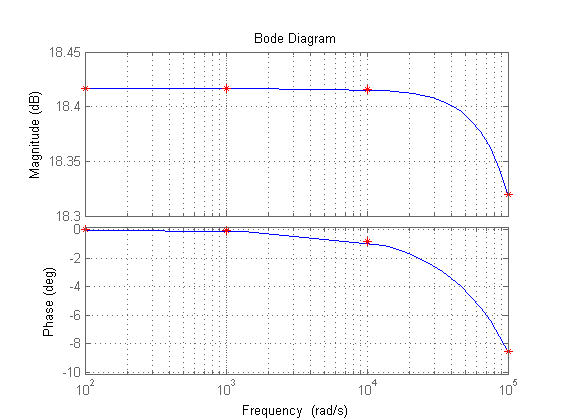 Bode Diagram
Magnitude (dB)
18.45
18.4
18.35
18.3
Phase (deg)
0
-2
-4
-6
-8
-10
10^2 10^3 10^4 10^5
Frequency (rad/s)